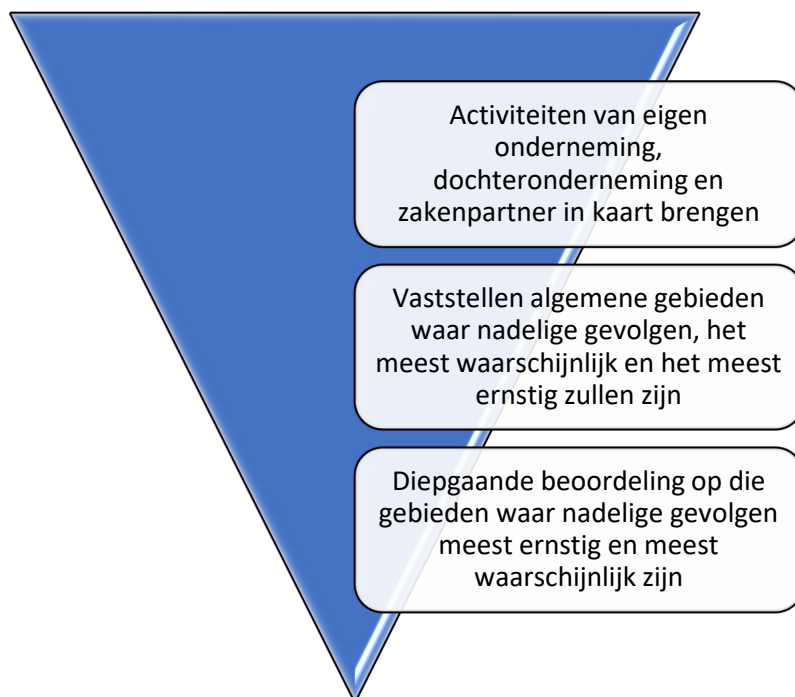 Activiteiten van eigen
onderneming,
dochteronderneming en
zakenpartner in kaart brengen
Vaststellen algemene gebieden
waar nadelige gevolgen, het
meest waarschijnlijk en het meest
ernstig zullen zijn
Diepgaande beoordeling op die
gebieden waar nadelige gevolgen
meest ernstig en meest
waarschijnlijk zijn